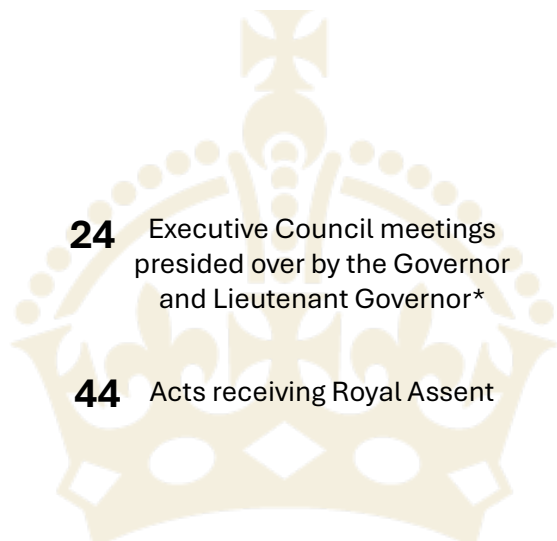 24 Executive Council meetings
presided over by the Governor
and Lieutenant Governor*
44 Acts receiving Royal Assent